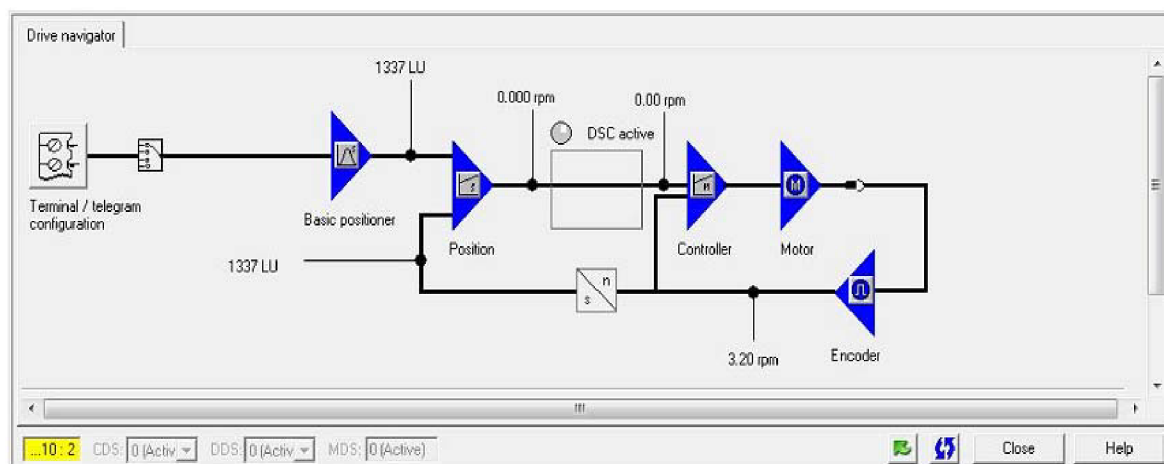 Drive navigator
1337 LU
0.000 rpm
0.00 rpm
DSC active
Terminal / telegram
configuration
Basic positioner
Position
Controller
Motor
1337 LU
s n
3.20 rpm
Encoder
...10 : 2 CDS: 0 (Activ DDS: 0 (Activ MDS: 0 (Active) Close Help